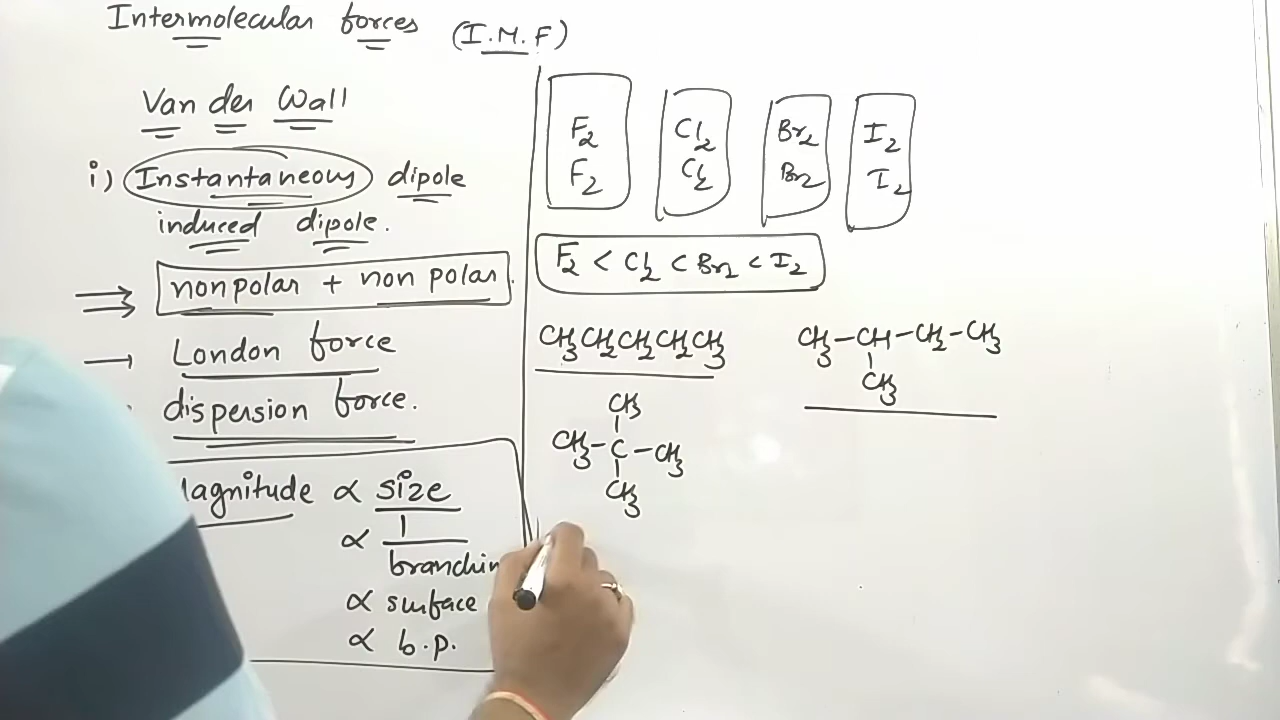 Intermolecular forces (I.M.F)
Van der Wall
i) Instantaneous dipole
induced dipole.
⇒ nonpolar + non polar.
→ London force
dispersion force.
agnitude ∝ size
∝ 1
branchin
∝ surface
∝ b.p.
F₂ Cl₂ Br₂ I₂
F₂ Cl₂ Br₂ I₂
F₂ < Cl₂ < Br₂ < I₂
CH₃CH₂CH₂CH₂CH₃
CH₃-CH-CH₂-CH₃
CH₃
CH₃
CH₃-C-CH₃
CH₃